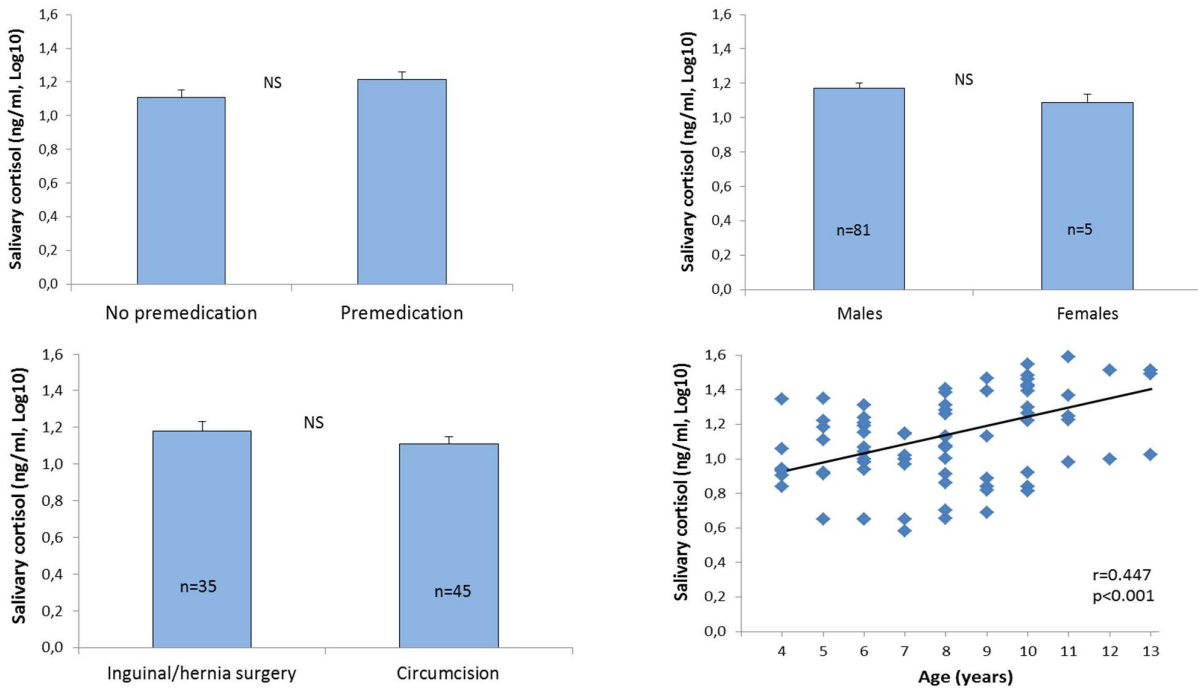 Salivary cortisol (ng/ml, Log10)
1,6
1,4
1,2
1,0
0,8
0,6
0,4
0,2
0,0
NS
No premedication Premedication
Salivary cortisol (ng/ml, Log10)
1,6
1,4
1,2
1,0
0,8
0,6
0,4
0,2
0,0
NS
n=81 n=5
Males Females
Salivary cortisol (ng/ml, Log10)
1,6
1,4
1,2
1,0
0,8
0,6
0,4
0,2
0,0
NS
n=35 n=45
Inguinal/hernia surgery Circumcision
Salivary cortisol (ng/ml, Log10)
1,6
1,4
1,2
1,0
0,8
0,6
0,4
0,2
0,0
r=0.447
p<0.001
4 5 6 7 8 9 10 11 12 13
Age (years)